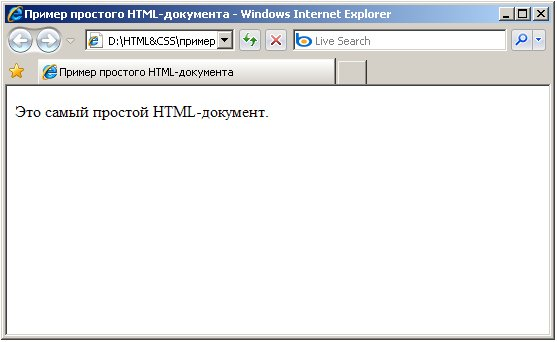 Пример простого HTML-документа - Windows Internet Explorer
D:\HTML&CSS\пример
Live Search
Пример простого HTML-документа
Это самый простой HTML-документ.